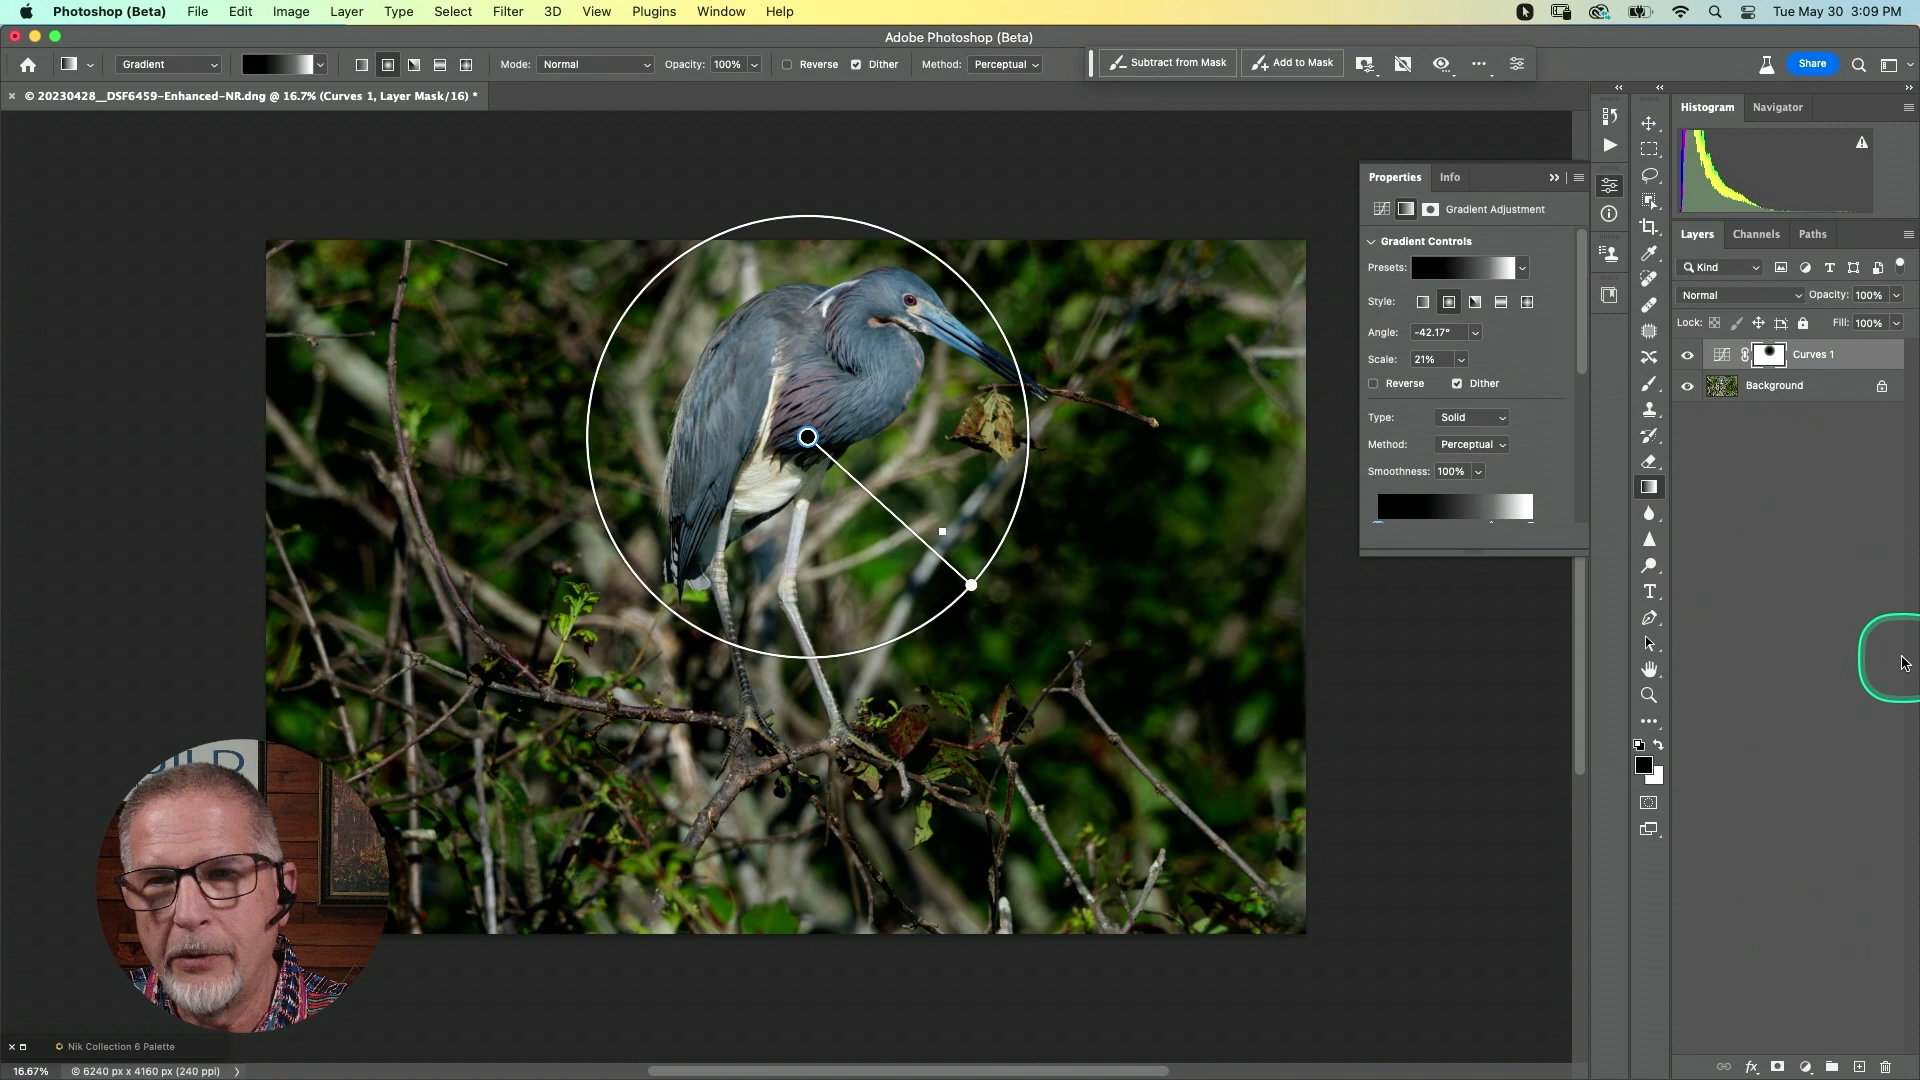 Photoshop (Beta) File Edit Image Layer Type Select Filter 3D View Plugins Window Help Tue May 30 3:09 PM
Adobe Photoshop (Beta)
Gradient Mode: Normal Opacity: 100% Reverse Dither Method: Perceptual Subtract from Mask Add to Mask Share
© 20230428__DSF6459-Enhanced-NR.dng @ 16.7% (Curves 1, Layer Mask/16) *
Histogram Navigator
Properties Info
Gradient Adjustment
Gradient Controls
Presets:
Style:
Angle: -42.17°
Scale: 21%
Reverse Dither
Type: Solid
Method: Perceptual
Smoothness: 100%
Layers Channels Paths
Kind
Normal Opacity: 100%
Lock: Fill: 100%
Curves 1
Background
Nik Collection 6 Palette
16.67% © 6240 px x 4160 px (240 ppi)